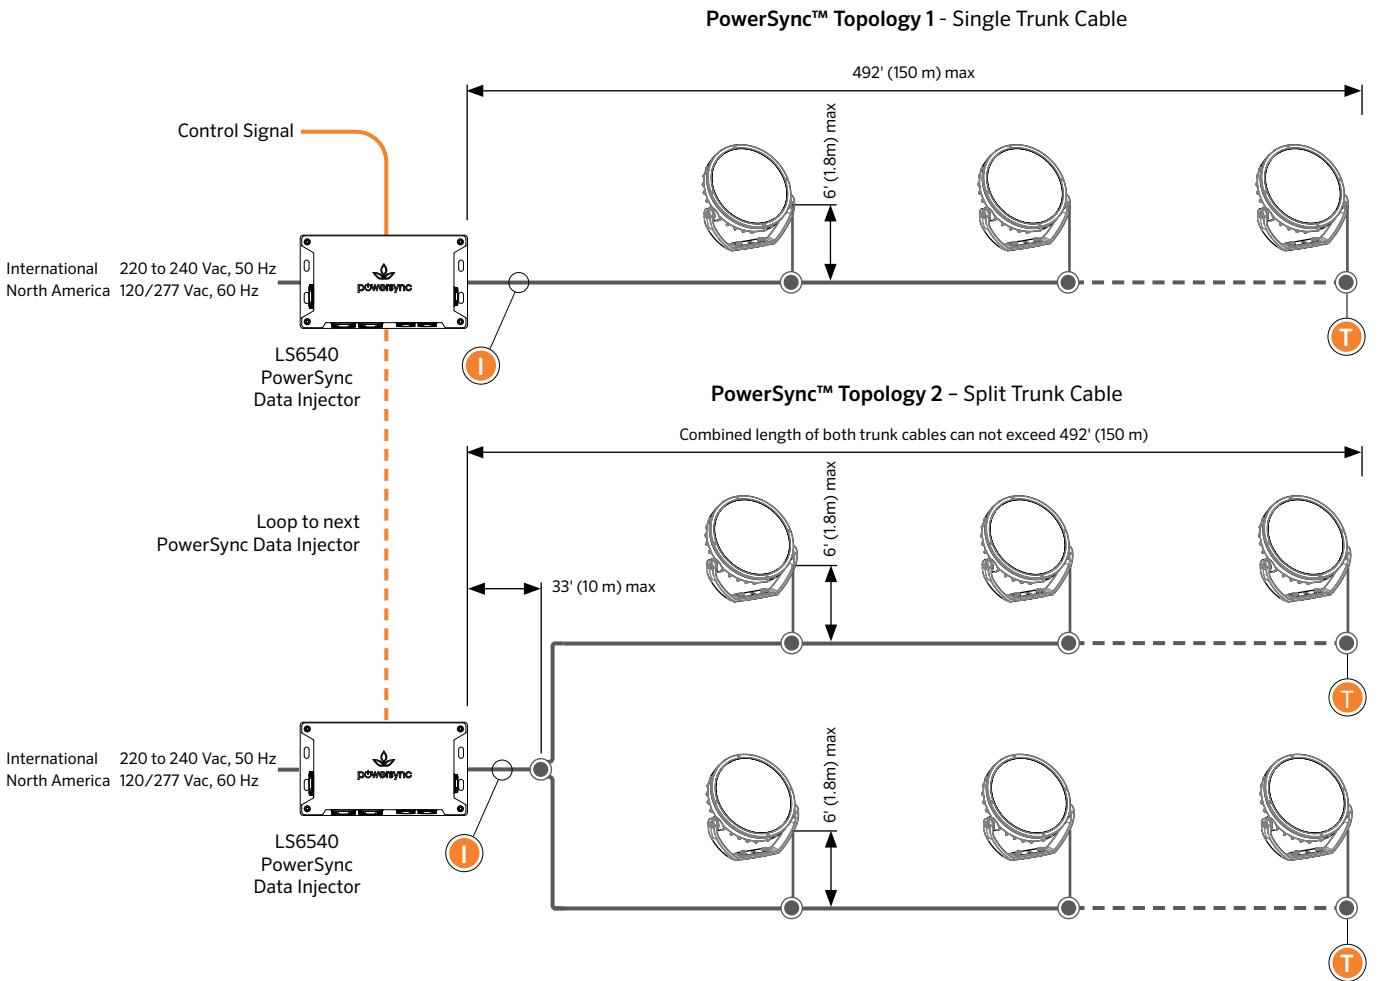 PowerSync™ Topology 1 - Single Trunk Cable
492' (150 m) max
Control Signal
6' (1.8m) max
International 220 to 240 Vac, 50 Hz
North America 120/277 Vac, 60 Hz
powersync
LS6540
PowerSync
Data Injector
I
T
PowerSync™ Topology 2 – Split Trunk Cable
Combined length of both trunk cables can not exceed 492' (150 m)
6' (1.8m) max
Loop to next
PowerSync Data Injector
33' (10 m) max
T
International 220 to 240 Vac, 50 Hz
North America 120/277 Vac, 60 Hz
powersync
6' (1.8m) max
LS6540
PowerSync
Data Injector
I
T